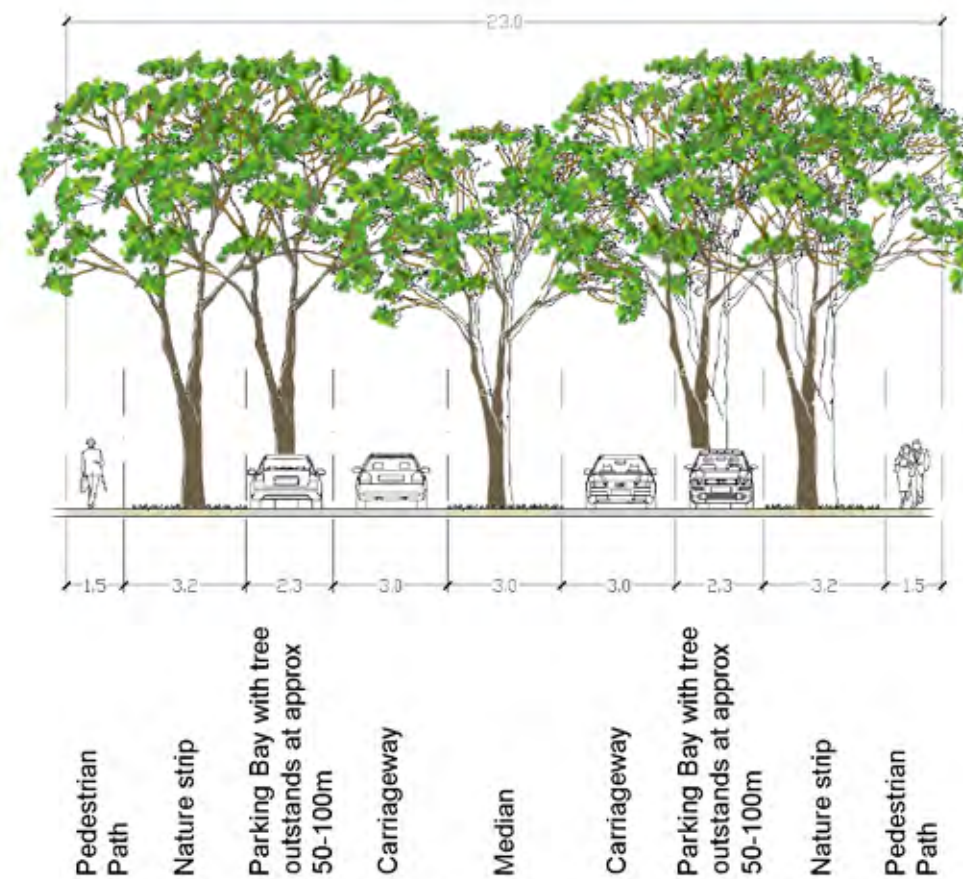 23.0
1.5
3.2
2.3
3.0
3.0
3.0
2.3
3.2
1.5
Pedestrian
Path
Nature strip
Parking Bay with tree
outstands at approx
50-100m
Carriageway
Median
Carriageway
Parking Bay with tree
outstands at approx
50-100m
Nature strip
Pedestrian
Path